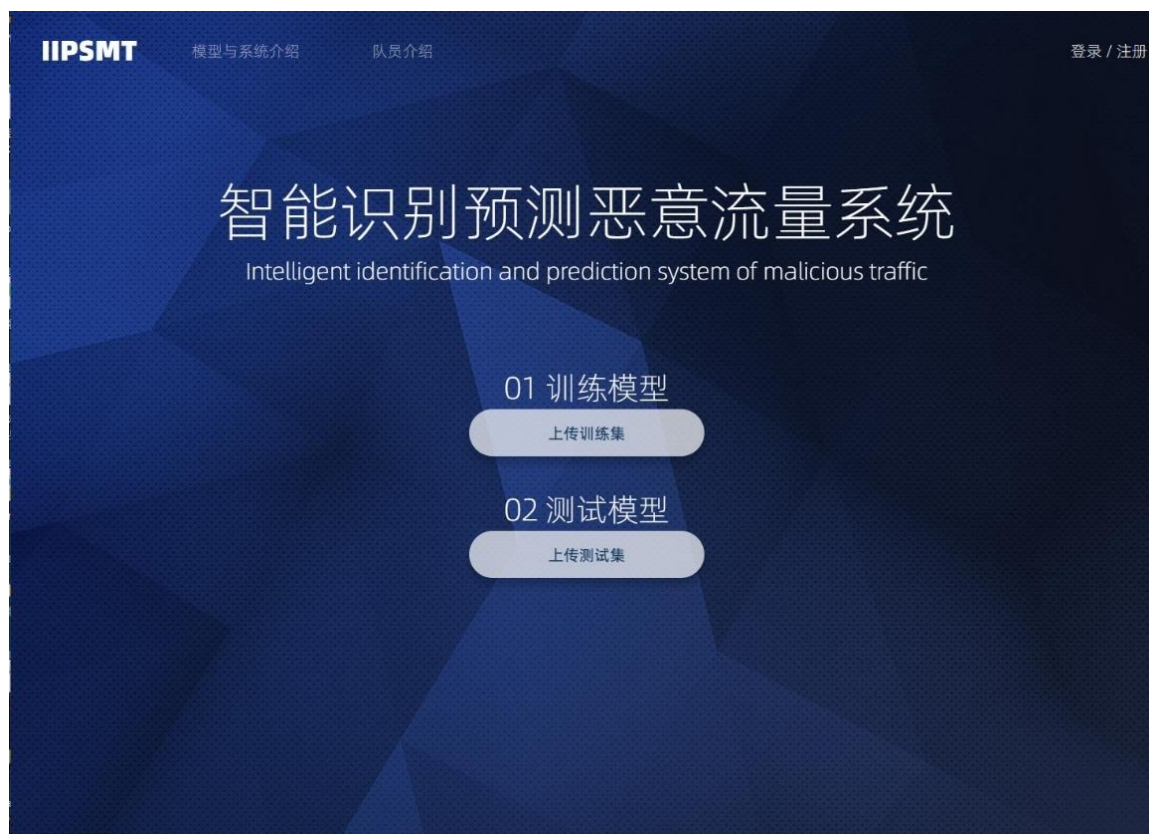 IIPSMT 模型与系统介绍 队员介绍 登录 / 注册
智能识别预测恶意流量系统
Intelligent identification and prediction system of malicious traffic
01 训练模型
上传训练集
02 测试模型
上传测试集